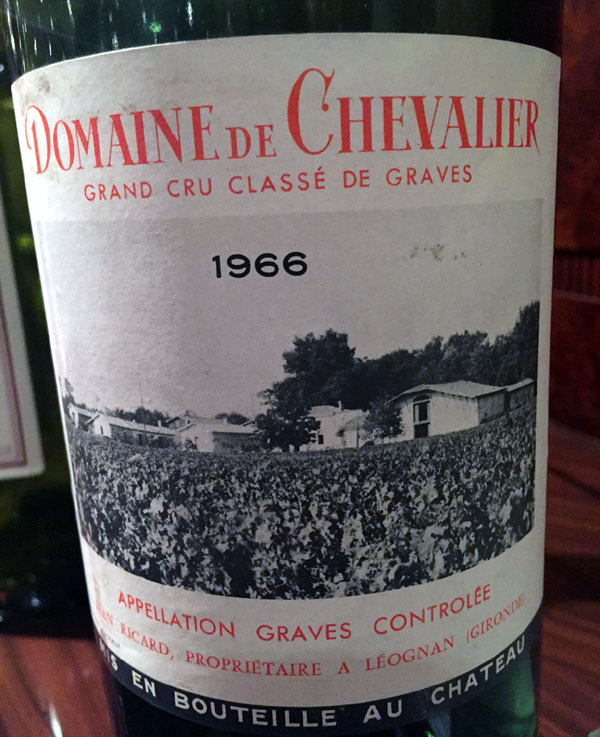 DOMAINE DE CHEVALIER
GRAND CRU CLASSÉ DE GRAVES
1966
APPELLATION GRAVES CONTROLÉE
RICARD, PROPRIÉTAIRE A LÉOGNAN (GIRONDE)
EN BOUTEILLE AU CHATEAU